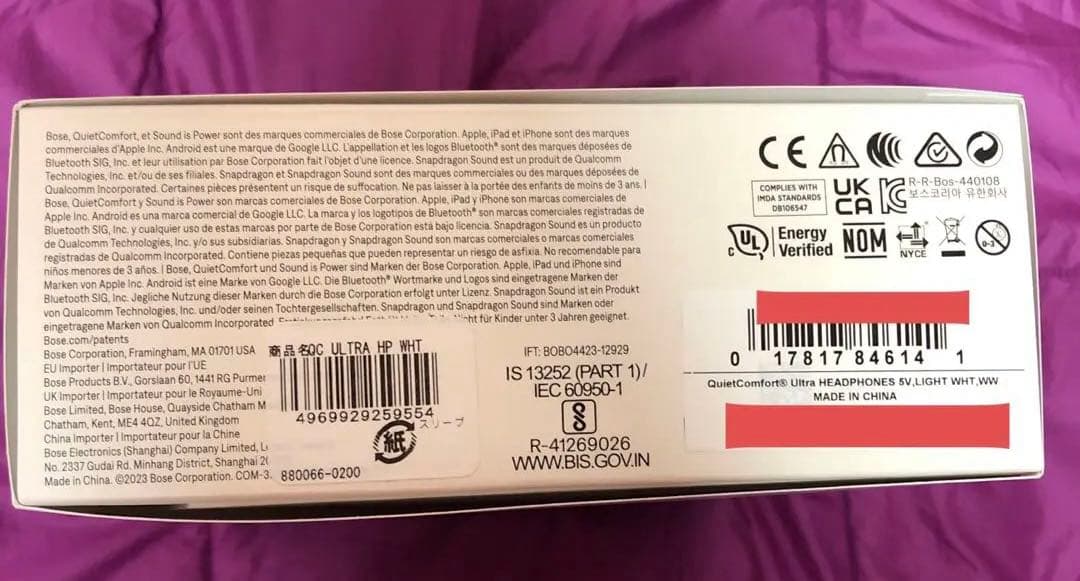 Bose, QuietComfort, et Sound is Power sont des marques commerciales de Bose Corporation. Apple, iPad et iPhone sont des marques
commerciales d'Apple Inc. Android est une marque de Google LLC. L'appellation et les logos Bluetooth® sont des marques déposées de
Bluetooth SIG, Inc. et leur utilisation par Bose Corporation fait l'objet d'une licence. Snapdragon Sound est un produit de Qualcomm
Technologies, Inc. et/ou de ses filiales. Snapdragon et Snapdragon Sound sont des marques commerciales ou des marques déposées de
Qualcomm Incorporated. Certaines pièces présentent un risque de suffocation. Ne pas laisser à la portée des enfants de moins de 3 ans. |
Bose, QuietComfort y Sound is Power son marcas comerciales de Bose Corporation. Apple, iPad y iPhone son marcas comerciales de
Apple Inc. Android es una marca comercial de Google LLC. La marca y los logotipos de Bluetooth® son marcas comerciales registradas de
Bluetooth SIG, Inc. y cualquier uso de estas marcas por parte de Bose Corporation está bajo licencia. Snapdragon Sound es un producto
de Qualcomm Technologies, Inc. y/o sus subsidiarias. Snapdragon y Snapdragon Sound son marcas comerciales o marcas comerciales
registradas de Qualcomm Incorporated. Contiene piezas pequeñas que pueden representar un riesgo de asfixia. No recomendable para
niños menores de 3 años. | Bose, QuietComfort und Sound is Power sind Marken der Bose Corporation. Apple, iPad und iPhone sind
Marken von Apple Inc. Android ist eine Marke von Google LLC. Die Bluetooth® Wortmarke und Logos sind eingetragene Marken der
Bluetooth SIG, Inc. Jegliche Nutzung dieser Marken durch die Bose Corporation erfolgt unter Lizenz. Snapdragon Sound ist ein Produkt
von Qualcomm Technologies, Inc. und/oder seinen Tochtergesellschaften. Snapdragon und Snapdragon Sound sind Marken oder
eingetragene Marken von Qualcomm Incorporated für Kinder unter 3 Jahren geeignet.
Bose.com/patents
Bose Corporation, Framingham, MA 01701 USA
EU Importer | Importateur pour l'UE
Bose Products B.V., Gorslaan 60, 1441 RG Purmer
UK Importer | Importateur pour le Royaume-Uni
Bose Limited, Bose House, Quayside Chatham M
Chatham, Kent, ME4 4QZ, United Kingdom
China Importer | Importateur pour la Chine
Bose Electronics (Shanghai) Company Limited, L
No. 2337 Gudai Rd. Minhang District, Shanghai 20
Made in China. ©2023 Bose Corporation. COM-3
商品名QC ULTRA HP WHT
4969929259554
スリーブ
紙
880066-0200
IFT: BOBO4423-12929
IS 13252 (PART 1)/
IEC 60950-1
R-41269026
WWW.BIS.GOV.IN
CE
COMPLIES WITH
IMDA STANDARDS
DB106547
UK
CA
KC
R-R-Bos-440108
보스코리아 유한회사
c UL
Energy
Verified
NOM
NYCE
0-3
0 17817 84614 1
QuietComfort® Ultra HEADPHONES 5V,LIGHT WHT,WW
MADE IN CHINA